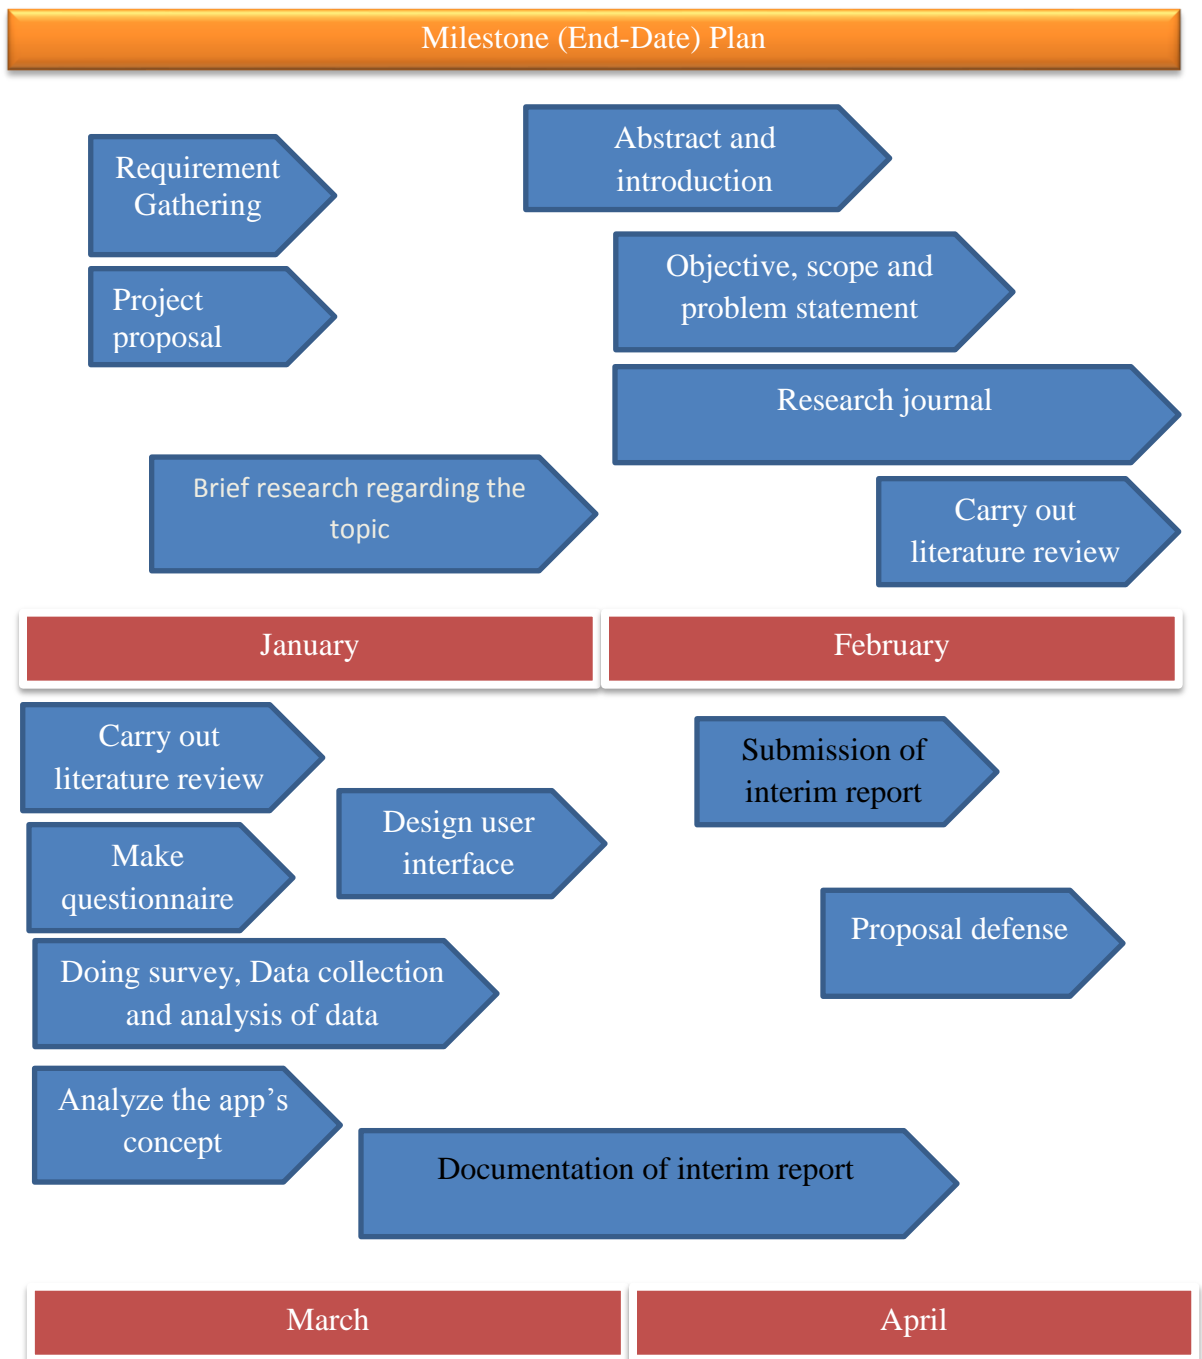 Milestone (End-Date) Plan
Requirement
Gathering
Project
proposal
Abstract and
introduction
Objective, scope and
problem statement
Research journal
Brief research regarding the
topic
Carry out
literature review
January
February
Carry out
literature review
Make
questionnaire
Design user
interface
Doing survey, Data collection
and analysis of data
Analyze the app’s
concept
Submission of
interim report
Proposal defense
Documentation of interim report
March
April